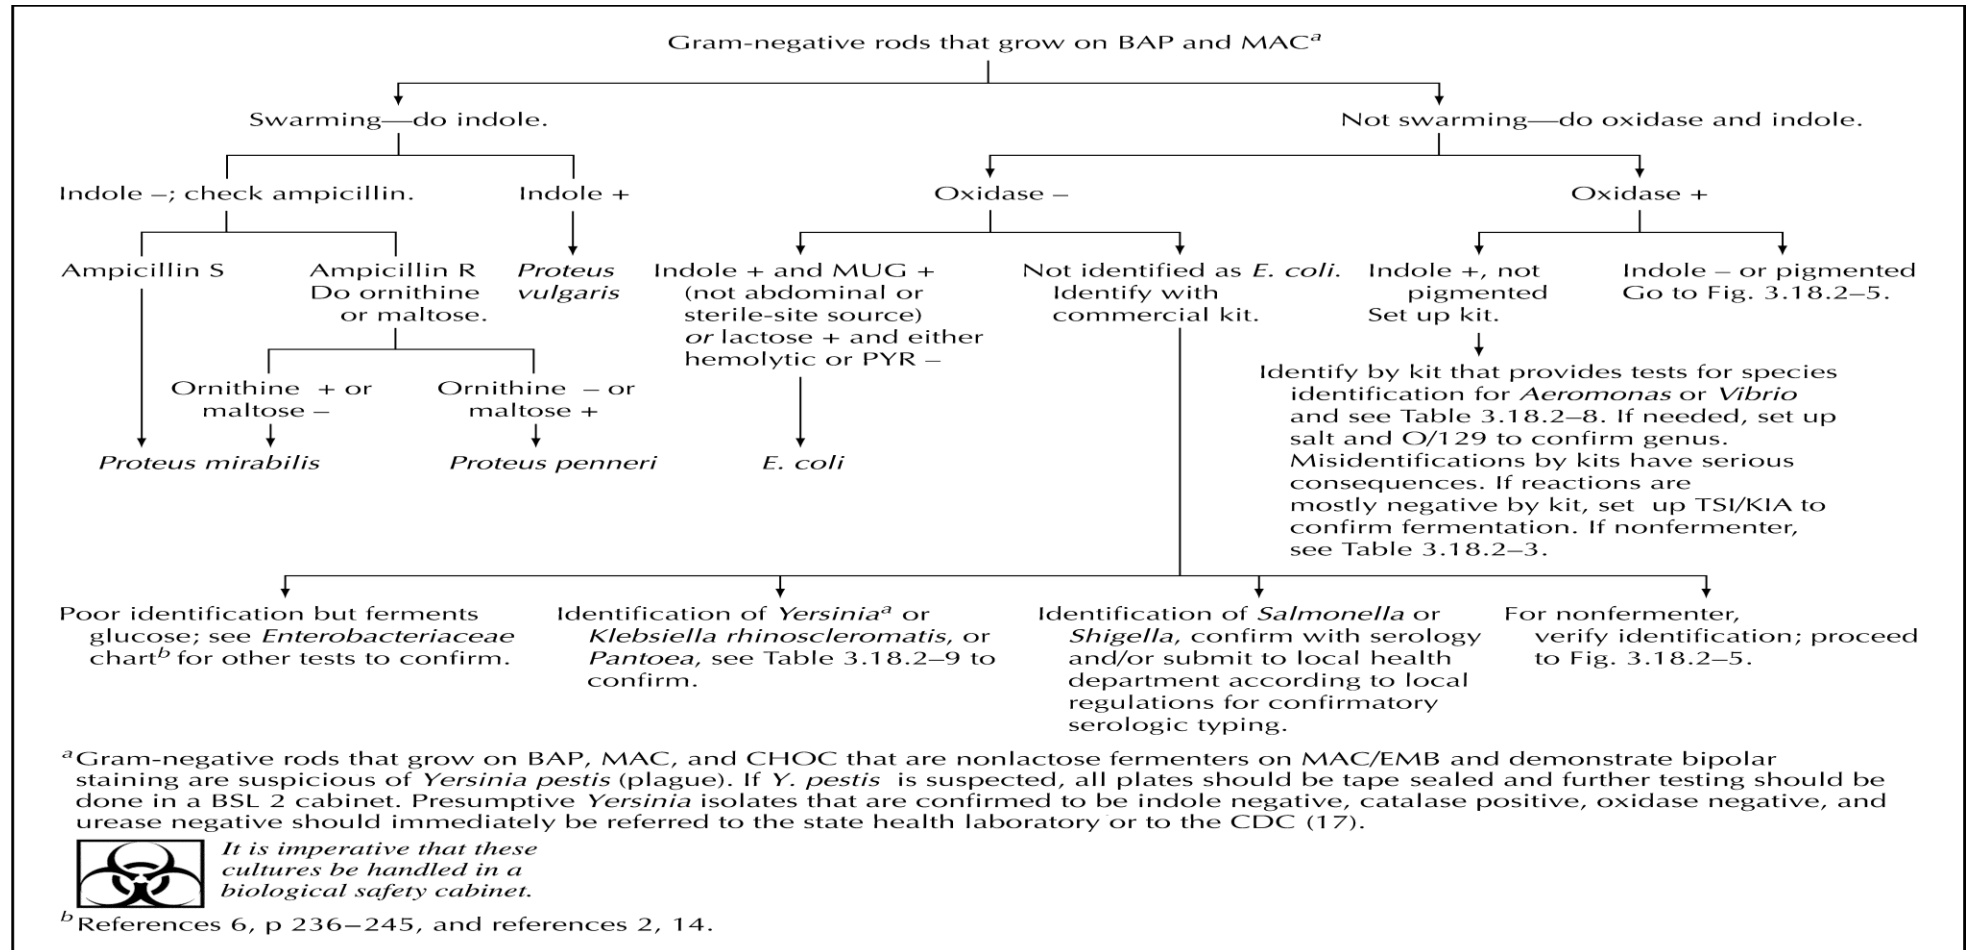 Gram-negative rods that grow on BAP and MACa
Swarming—do indole.
Not swarming—do oxidase and indole.
Indole –; check ampicillin.
Indole +
Oxidase –
Oxidase +
Ampicillin S
Ampicillin R
Do ornithine
or maltose.
Proteus
vulgaris
Indole + and MUG +
(not abdominal or
sterile-site source)
or lactose + and either
hemolytic or PYR –
Not identified as E. coli.
Identify with
commercial kit.
Indole +, not
pigmented
Set up kit.
Indole – or pigmented
Go to Fig. 3.18.2–5.
Ornithine + or
maltose –
Ornithine – or
maltose +
Proteus mirabilis
Proteus penneri
E. coli
Identify by kit that provides tests for species
identification for Aeromonas or Vibrio
and see Table 3.18.2–8. If needed, set up
salt and O/129 to confirm genus.
Misidentifications by kits have serious
consequences. If reactions are
mostly negative by kit, set up TSI/KIA to
confirm fermentation. If nonfermenter,
see Table 3.18.2–3.
Poor identification but ferments
glucose; see Enterobacteriaceae
chartb for other tests to confirm.
Identification of Yersiniaa or
Klebsiella rhinoscleromatis, or
Pantoea, see Table 3.18.2–9 to
confirm.
Identification of Salmonella or
Shigella, confirm with serology
and/or submit to local health
department according to local
regulations for confirmatory
serologic typing.
For nonfermenter,
verify identification; proceed
to Fig. 3.18.2–5.
aGram-negative rods that grow on BAP, MAC, and CHOC that are nonlactose fermenters on MAC/EMB and demonstrate bipolar
staining are suspicious of Yersinia pestis (plague). If Y. pestis is suspected, all plates should be tape sealed and further testing should be
done in a BSL 2 cabinet. Presumptive Yersinia isolates that are confirmed to be indole negative, catalase positive, oxidase negative, and
urease negative should immediately be referred to the state health laboratory or to the CDC (17).
It is imperative that these
cultures be handled in a
biological safety cabinet.
bReferences 6, p 236–245, and references 2, 14.